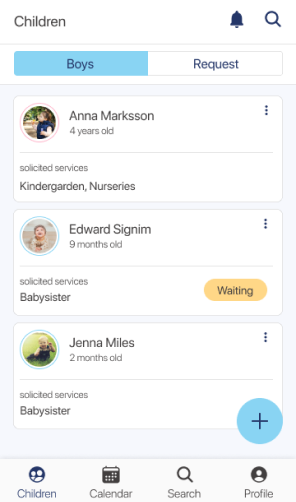 Children
Boys
Request
Anna Marksson
4 years old
solicited services
Kindergarden, Nurseries
Edward Signim
9 months old
solicited services
Babysister
Waiting
Jenna Miles
2 months old
solicited services
Babysister
Children
Calendar
Search
Profile